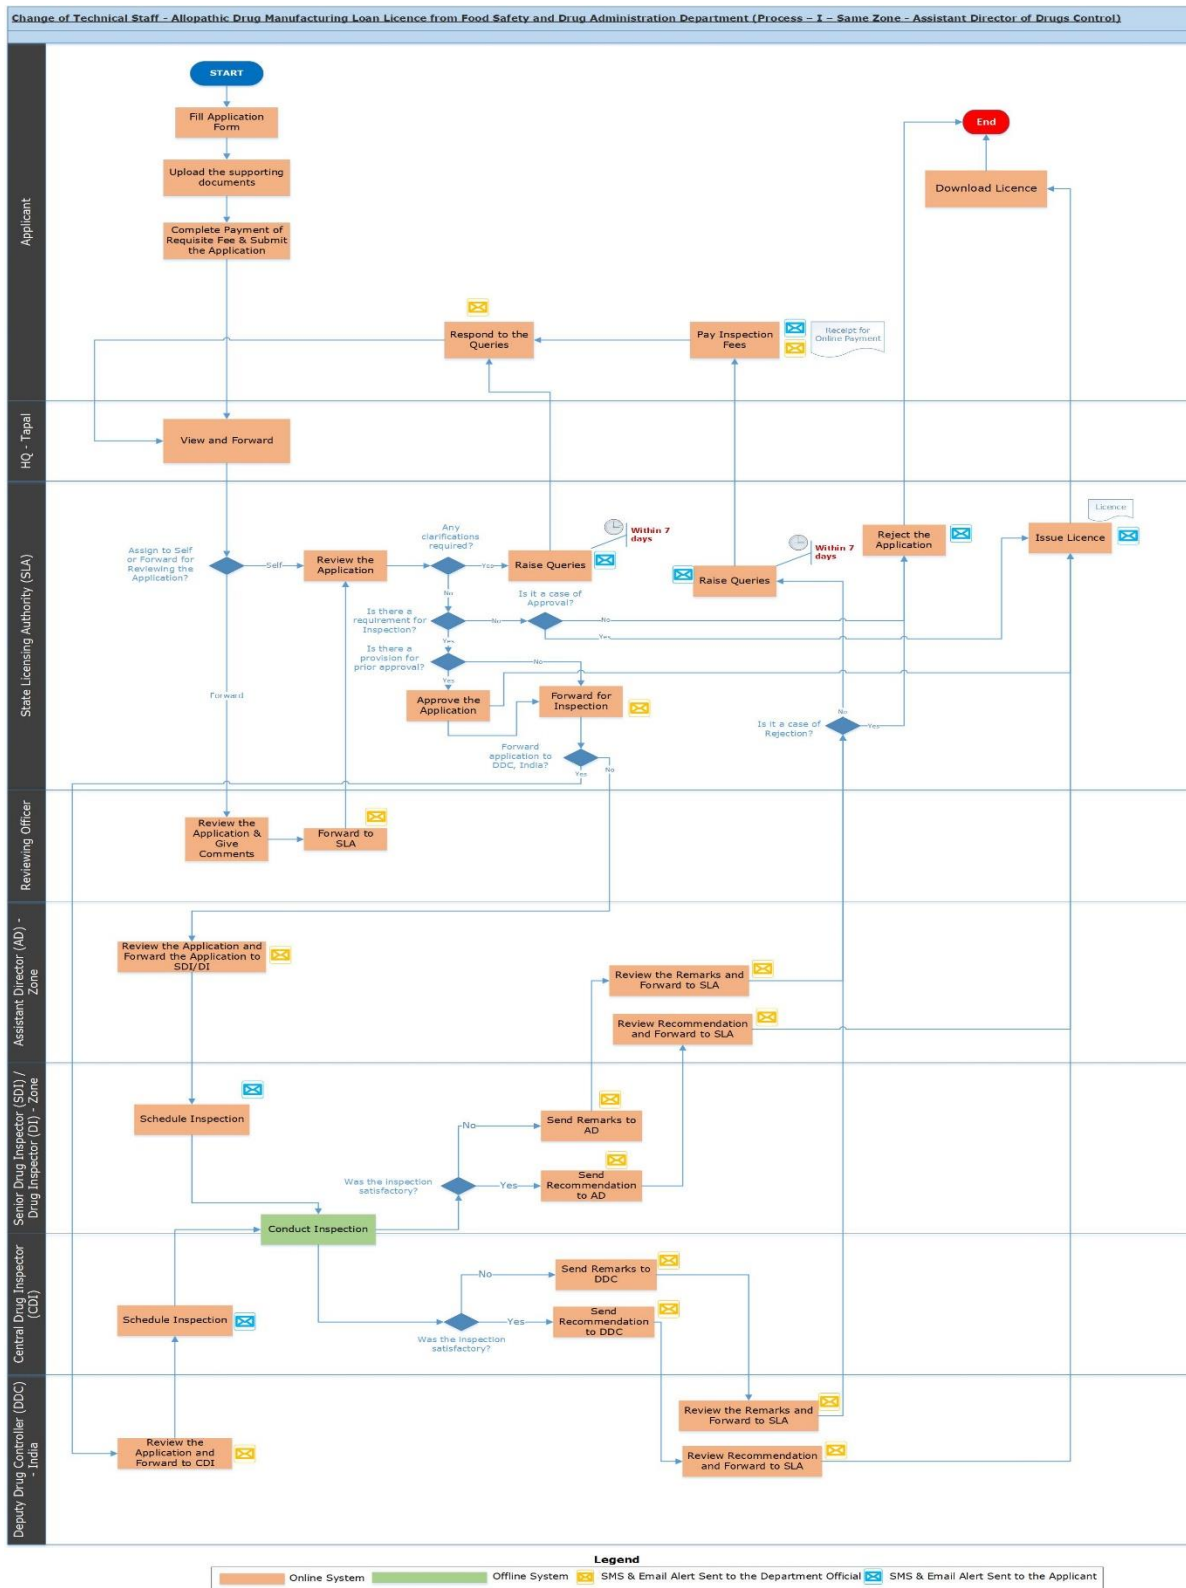 Change of Technical Staff - Allopathic Drug Manufacturing Loan Licence from Food Safety and Drug Administration Department (Process – I – Same Zone - Assistant Director of Drugs Control)
Applicant
START
Fill Application
Form
Upload the supporting
documents
Complete Payment of
Requisite Fee & Submit
the Application
End
Download Licence
Respond to the
Queries
Pay Inspection
Fees
Receipt for
Online Payment
HQ - Tapal
View and Forward
State Licensing Authority (SLA)
Assign to Self
or Forward for
Reviewing the
Application?
Self
Forward
Review the
Application
Any
clarifications
required?
Yes
No
Raise Queries
Within 7
days
Is there a
requirement for
Inspection?
No
Yes
Is it a case of
Approval?
No
Yes
Is there a
provision for
prior approval?
No
Yes
Approve the
Application
Forward for
Inspection
Forward
application to
DDC, India?
Yes
No
Raise Queries
Within 7
days
Is it a case of
Rejection?
No
Yes
Reject the
Application
Licence
Issue Licence
Reviewing Officer
Review the
Application &
Give
Comments
Forward to
SLA
Assistant Director (AD) -
Zone
Review the Application and
Forward the Application to
SDI/DI
Review the Remarks and
Forward to SLA
Review Recommendation
and Forward to SLA
Senior Drug Inspector (SDI) /
Drug Inspector (DI) - Zone
Schedule Inspection
Conduct Inspection
Was the inspection
satisfactory?
No
Yes
Send Remarks to
AD
Send
Recommendation
to AD
Central Drug Inspector
(CDI)
Schedule Inspection
Was the inspection
satisfactory?
No
Yes
Send Remarks to
DDC
Send
Recommendation
to DDC
Deputy Drug Controller (DDC)
- India
Review the
Application and
Forward to CDI
Review the Remarks and
Forward to SLA
Review Recommendation
and Forward to SLA
Legend
Online System
Offline System
SMS & Email Alert Sent to the Department Official
SMS & Email Alert Sent to the Applicant